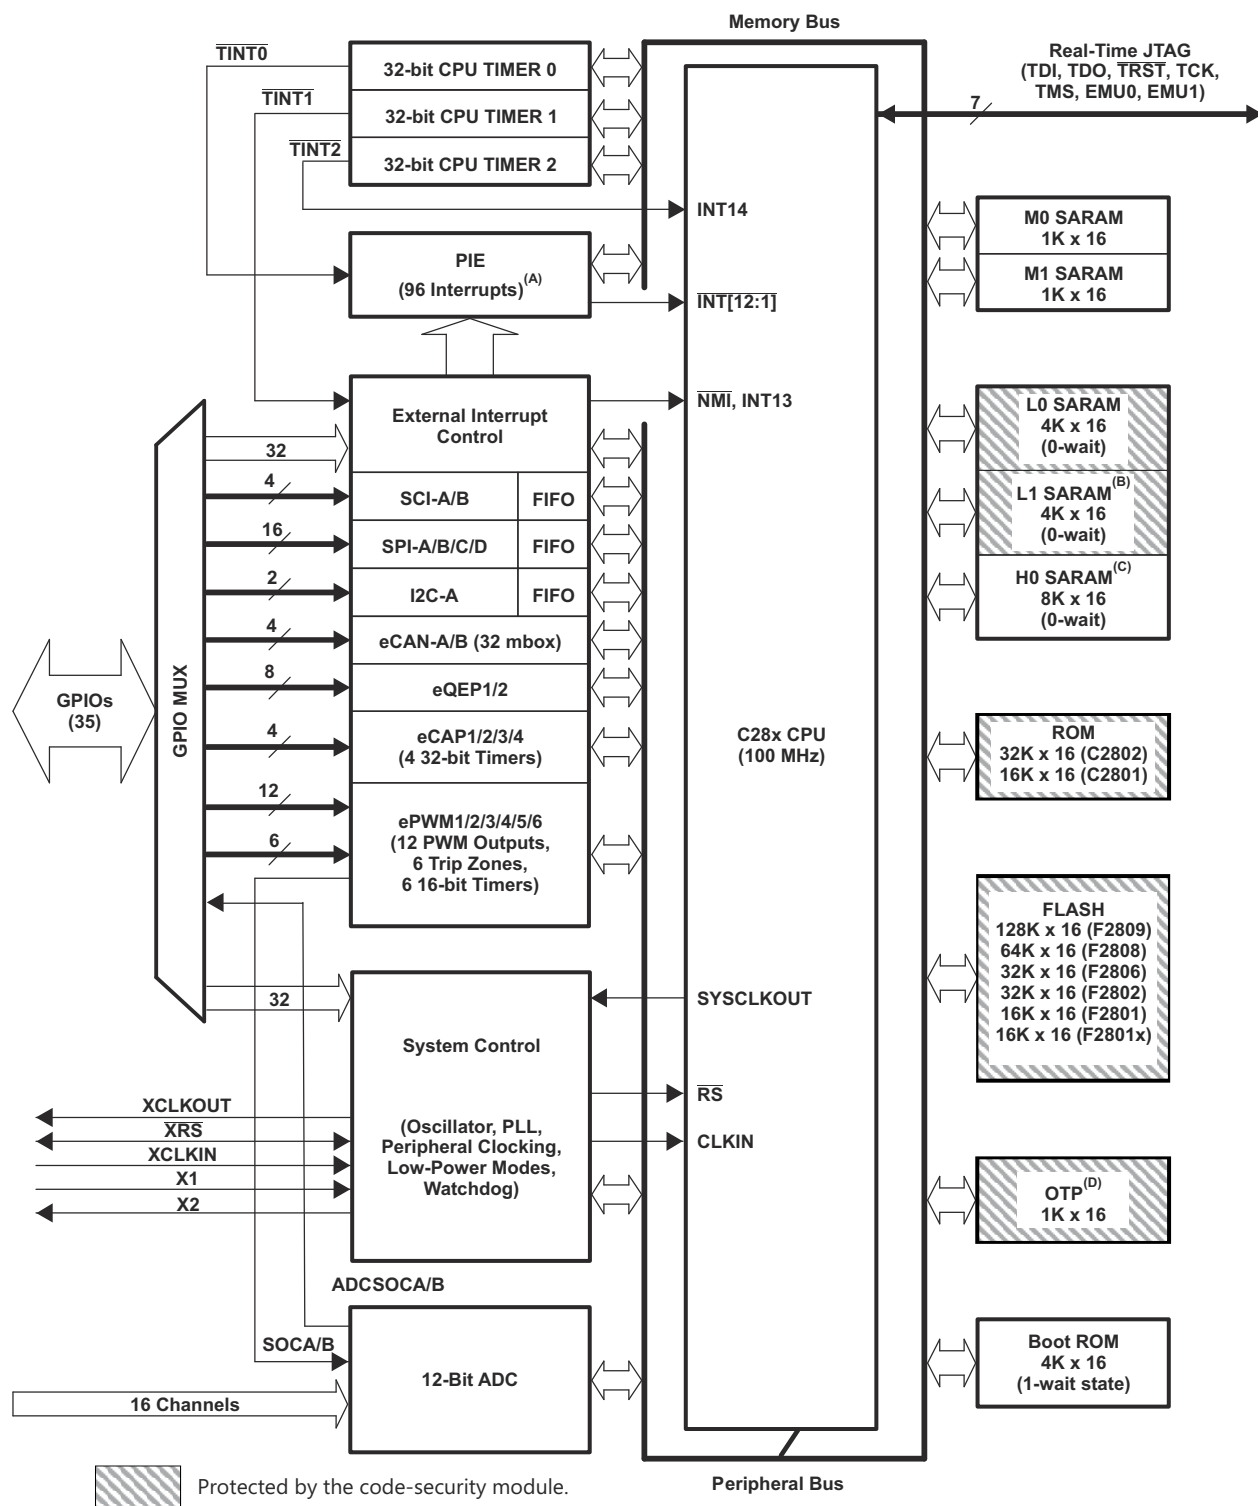 Memory Bus
TINT0
32-bit CPU TIMER 0
TINT1
32-bit CPU TIMER 1
TINT2
32-bit CPU TIMER 2
Real-Time JTAG
(TDI, TDO, TRST, TCK,
TMS, EMU0, EMU1)
7
INT14
PIE
(96 Interrupts)(A)
INT[12:1]
M0 SARAM
1K x 16
M1 SARAM
1K x 16
External Interrupt
Control
NMI, INT13
32
4
SCI-A/B
FIFO
16
SPI-A/B/C/D
FIFO
2
I2C-A
FIFO
4
eCAN-A/B (32 mbox)
8
eQEP1/2
4
eCAP1/2/3/4
(4 32-bit Timers)
12
6
ePWM1/2/3/4/5/6
(12 PWM Outputs,
6 Trip Zones,
6 16-bit Timers)
GPIOs
(35)
GPIO MUX
C28x CPU
(100 MHz)
L0 SARAM
4K x 16
(0-wait)
L1 SARAM(B)
4K x 16
(0-wait)
H0 SARAM(C)
8K x 16
(0-wait)
ROM
32K x 16 (C2802)
16K x 16 (C2801)
FLASH
128K x 16 (F2809)
64K x 16 (F2808)
32K x 16 (F2806)
32K x 16 (F2802)
16K x 16 (F2801)
16K x 16 (F2801x)
32
System Control
(Oscillator, PLL,
Peripheral Clocking,
Low-Power Modes,
Watchdog)
SYSCLKOUT
RS
CLKIN
XCLKOUT
XRS
XCLKIN
X1
X2
OTP(D)
1K x 16
ADCSOCA/B
SOCA/B
12-Bit ADC
16 Channels
Boot ROM
4K x 16
(1-wait state)
Protected by the code-security module.
Peripheral Bus